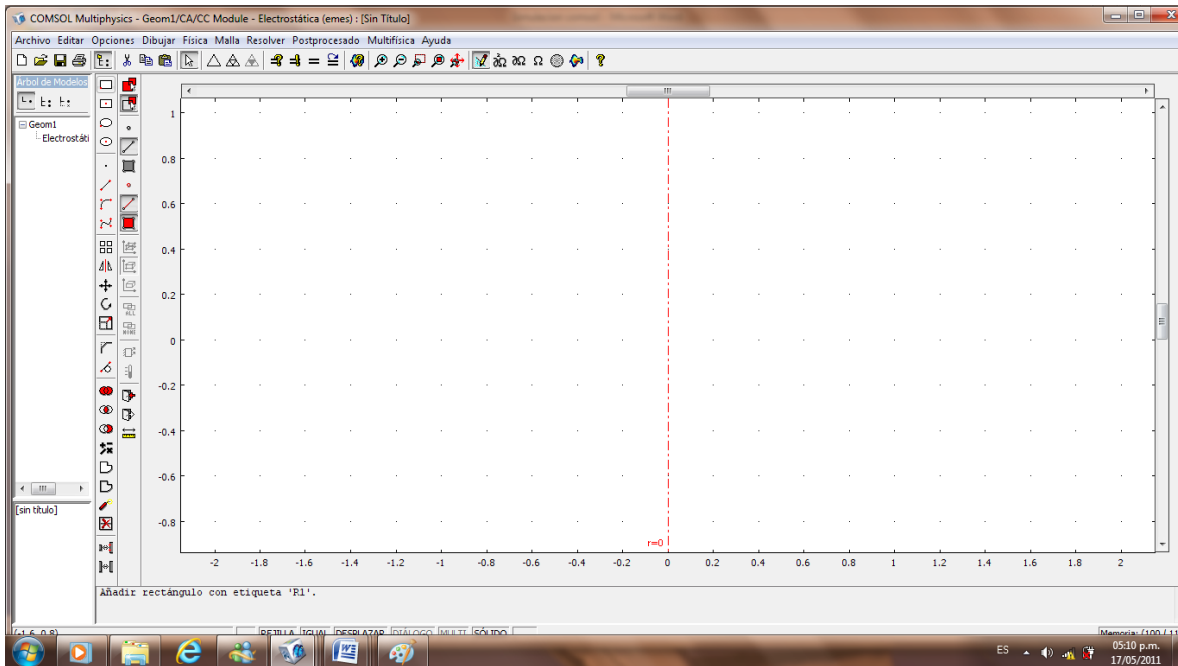 COMSOL Multiphysics - Geom1/CA/CC Module - Electrostática (emes) : [Sin Título]
Archivo Editar Opciones Dibujar Física Malla Resolver Postprocesado Multifísica Ayuda
Árbol de Modelos
Geom1
Electrostáti
[sin título]
1
0.8
0.6
0.4
0.2
0
-0.2
-0.4
-0.6
-0.8
r=0
-2 -1.8 -1.6 -1.4 -1.2 -1 -0.8 -0.6 -0.4 -0.2 0 0.2 0.4 0.6 0.8 1 1.2 1.4 1.6 1.8 2
Añadir rectángulo con etiqueta 'R1'.
(-1.6, 0.8) REJILLA IGUAL DESPLAZAR DIÁLOGO MULTI SÓLIDO Memoria: (100 / 11
ES 05:10 p.m.
17/05/2011